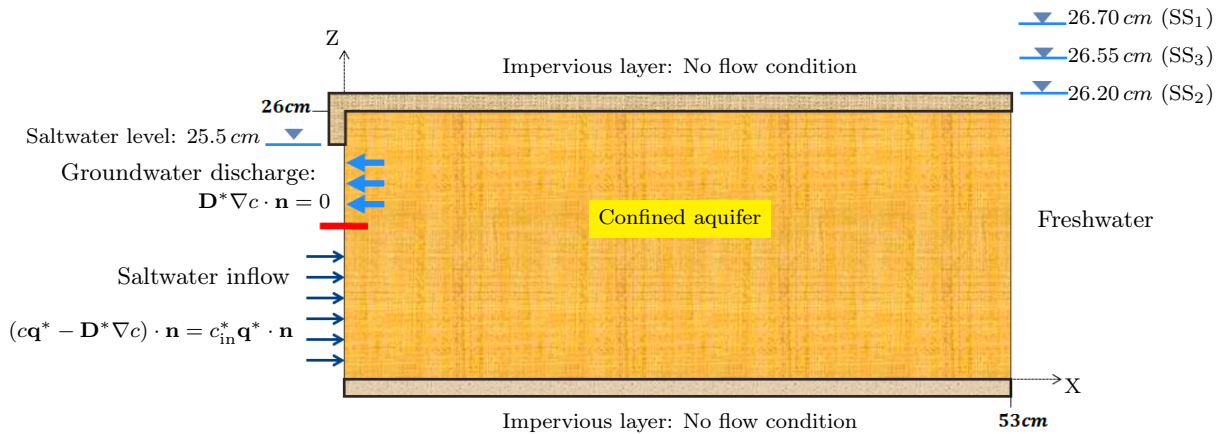 26.70 cm (SS₁)
Z
26.55 cm (SS₃)
Impervious layer: No flow condition
26.20 cm (SS₂)
26cm
Saltwater level: 25.5 cm
Groundwater discharge:
D*∇c · n = 0
Confined aquifer
Freshwater
Saltwater inflow
(cq* − D*∇c) · n = c*ᵢₙq* · n
X
Impervious layer: No flow condition
53cm